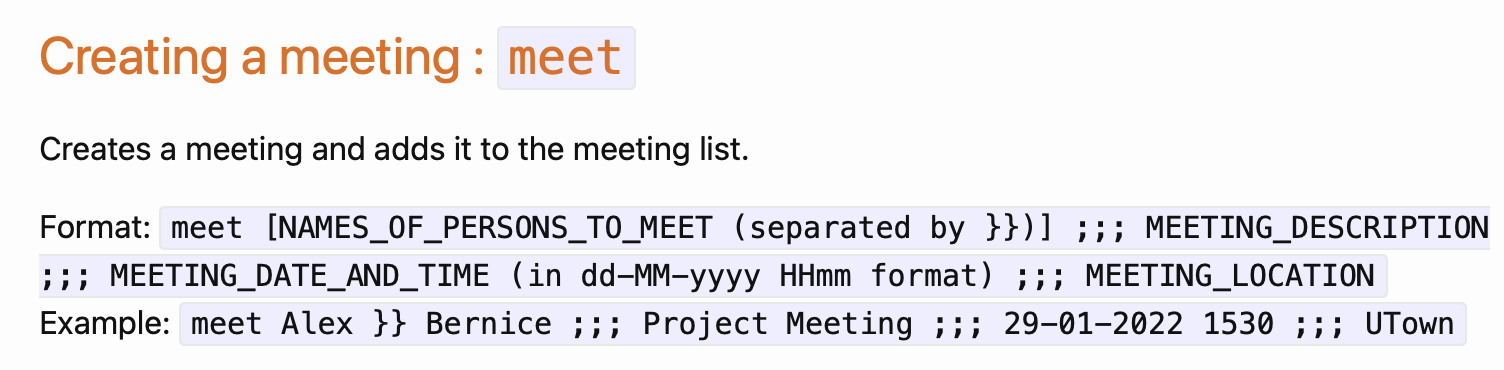 Creating a meeting : meet
Creates a meeting and adds it to the meeting list.
Format: meet [NAMES_OF_PERSONS_TO_MEET (separated by }})] ;;; MEETING_DESCRIPTION
;;; MEETING_DATE_AND_TIME (in dd-MM-yyyy HHmm format) ;;; MEETING_LOCATION
Example: meet Alex }} Bernice ;;; Project Meeting ;;; 29-01-2022 1530 ;;; UTown